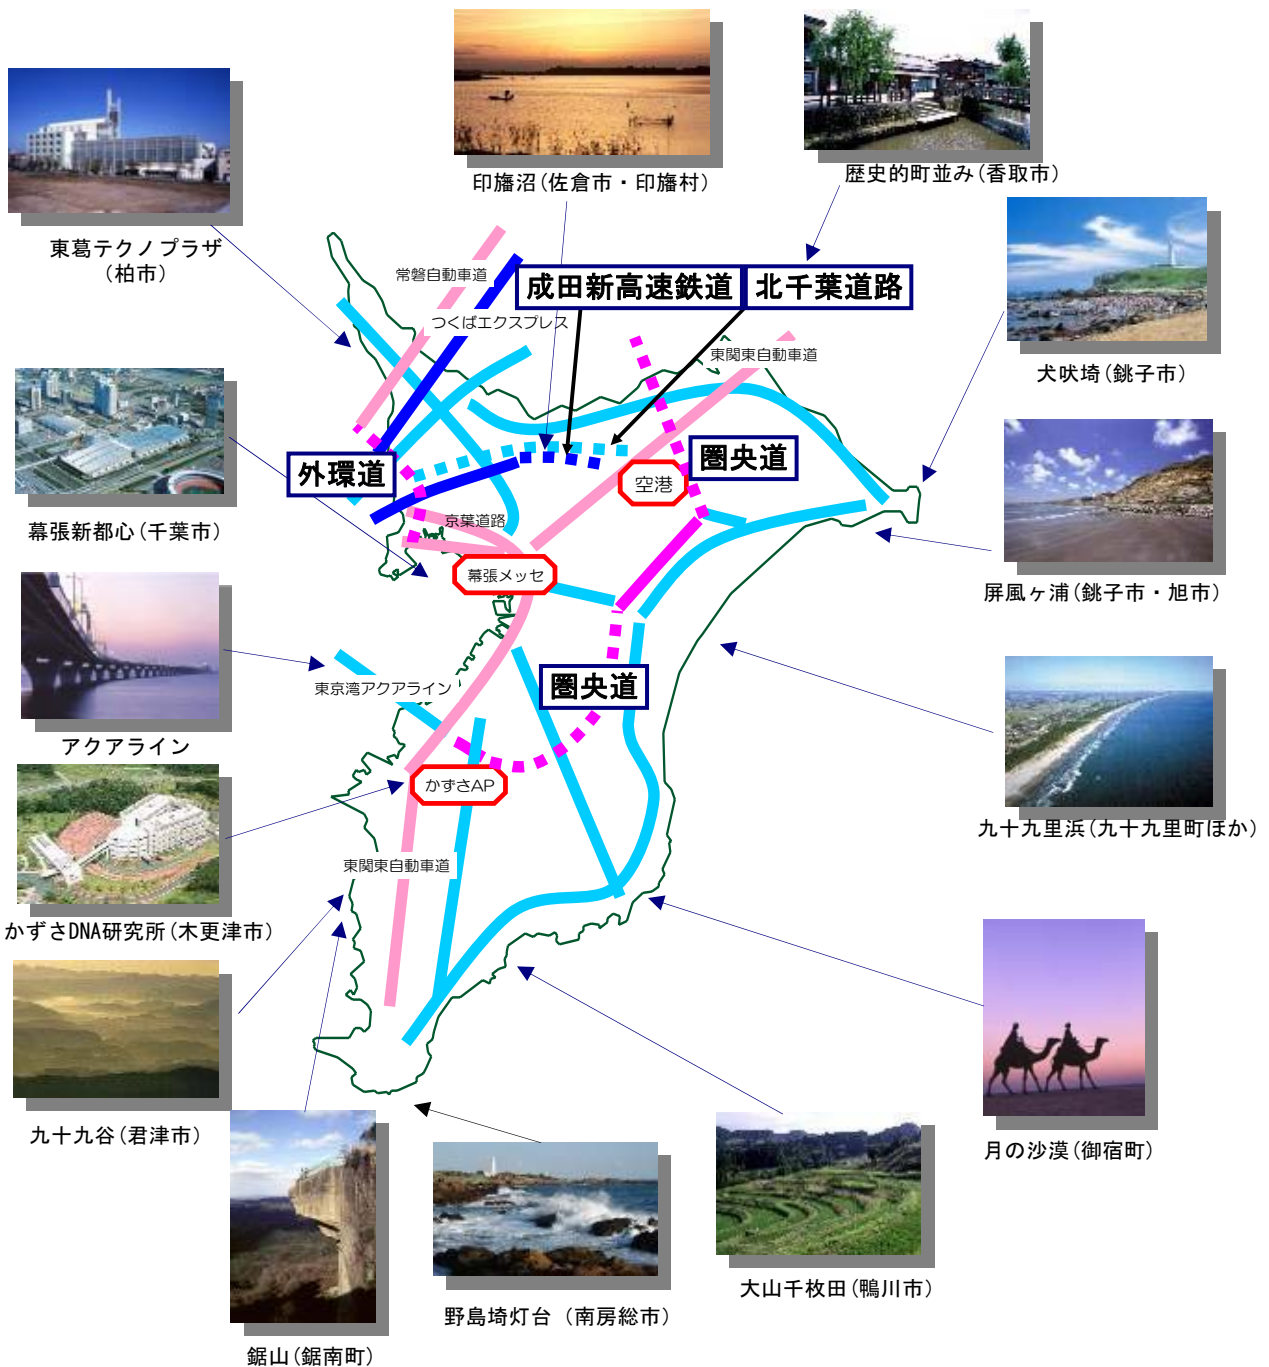 印旛沼(佐倉市・印旛村)
歴史的町並み(香取市)
東葛テクノプラザ
(柏市)
常磐自動車道
成田新高速鉄道
北千葉道路
つくばエクスプレス
東関東自動車道
犬吠埼(銚子市)
外環道
圏央道
空港
幕張新都心(千葉市)
京葉道路
幕張メッセ
屏風ヶ浦(銚子市・旭市)
東京湾アクアライン
圏央道
アクアライン
かずさAP
九十九里浜(九十九里町ほか)
東関東自動車道
かずさDNA研究所(木更津市)
九十九谷(君津市)
月の沙漠(御宿町)
大山千枚田(鴨川市)
野島埼灯台 (南房総市)
鋸山(鋸南町)